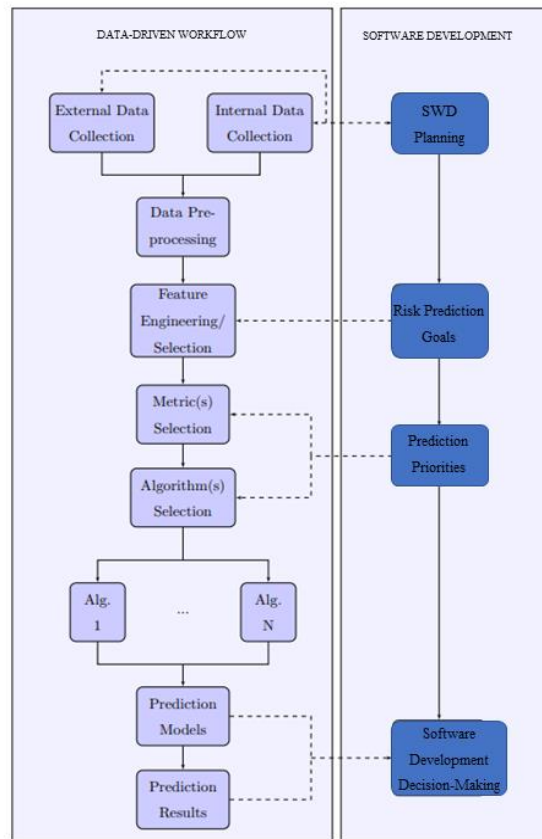 DATA-DRIVEN WORKFLOW
External Data
Collection
Internal Data
Collection
Data Pre-
processing
Feature
Engineering/
Selection
Metric(s)
Selection
Algorithm(s)
Selection
Alg.
1
...
Alg.
N
Prediction
Models
Prediction
Results
SOFTWARE DEVELOPMENT
SWD
Planning
Risk Prediction
Goals
Prediction
Priorities
Software
Development
Decision-Making